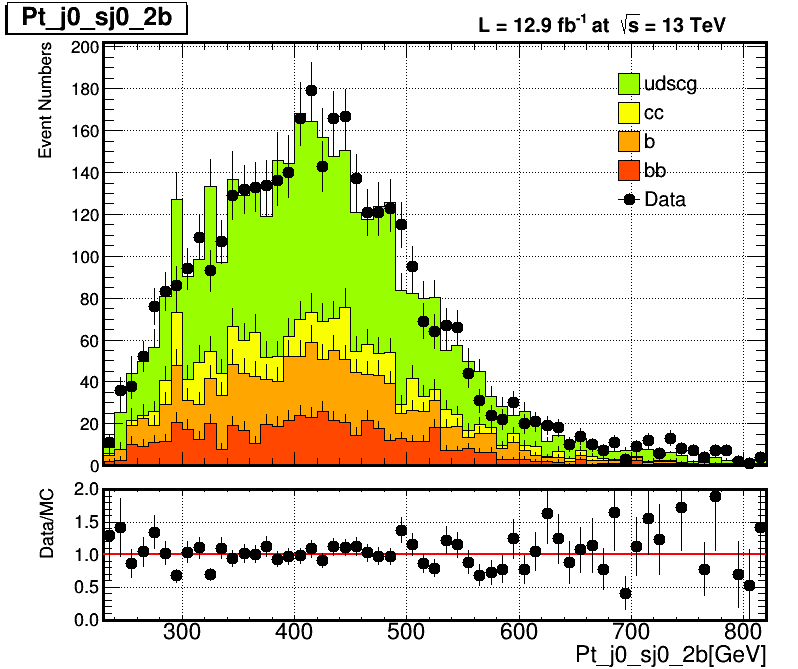 Pt_j0_sj0_2b
L = 12.9 fb⁻¹ at √s = 13 TeV
Event Numbers
200
180
160
140
120
100
80
60
40
20
0
udscg
cc
b
bb
Data
Data/MC
2.0
1.5
1.0
0.5
0.0
300 400 500 600 700 800
Pt_j0_sj0_2b[GeV]